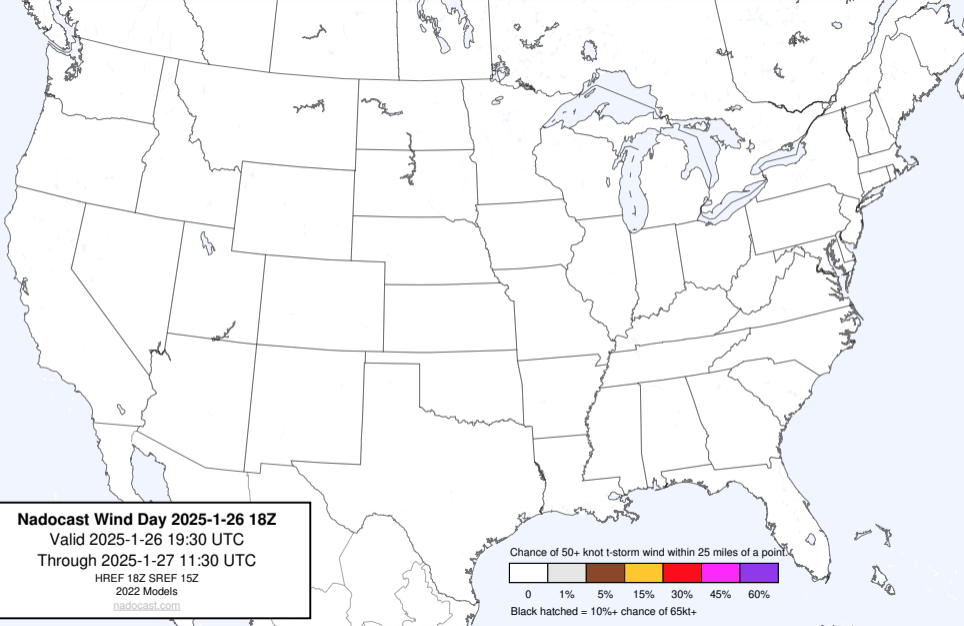 Nadocast Wind Day 2025-1-26 18Z
Valid 2025-1-26 19:30 UTC
Through 2025-1-27 11:30 UTC
HREF 18Z SREF 15Z
2022 Models
nadocast.com
Chance of 50+ knot t-storm wind within 25 miles of a point.
0 1% 5% 15% 30% 45% 60%
Black hatched = 10%+ chance of 65kt+